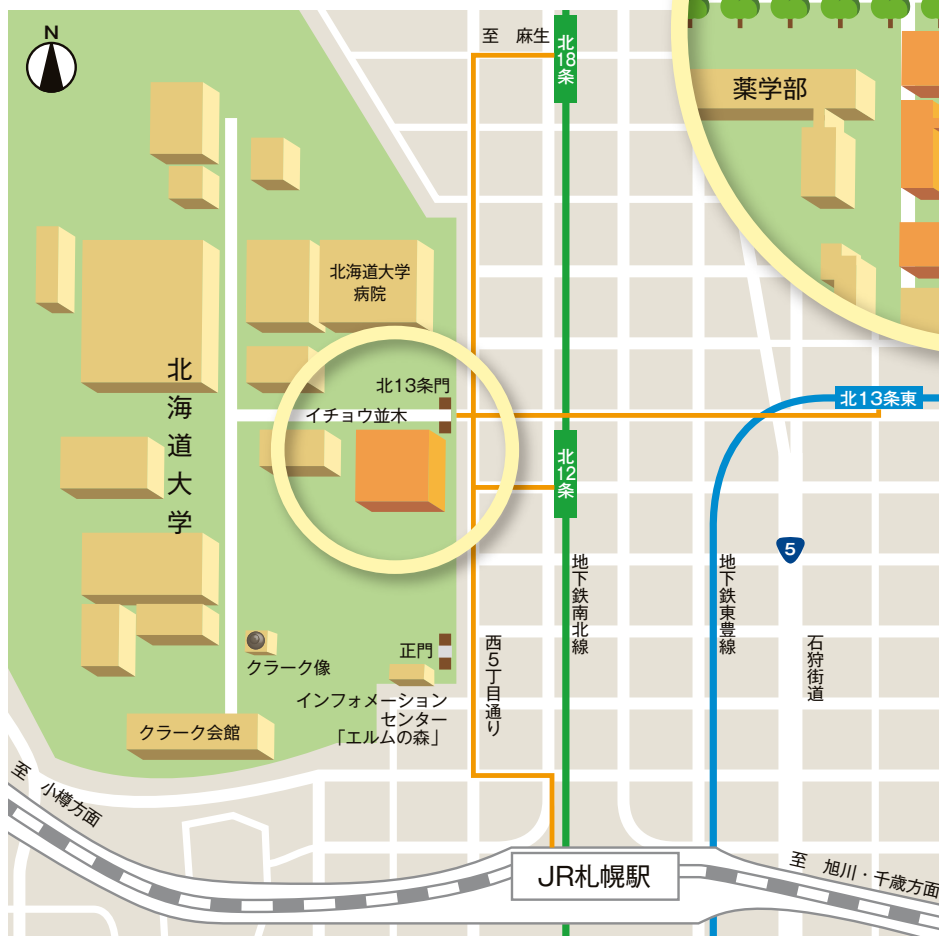 N
至 麻生
北18条
薬学部
北海道大学
病院
北13条門
イチョウ並木
北13条東
北海道大学
北12条
5
地下鉄南北線
地下鉄東豊線
石狩街道
西5丁目通り
正門
クラーク像
インフォメーション
センター
「エルムの森」
クラーク会館
至 小樽方面
JR札幌駅
至 旭川・千歳方面